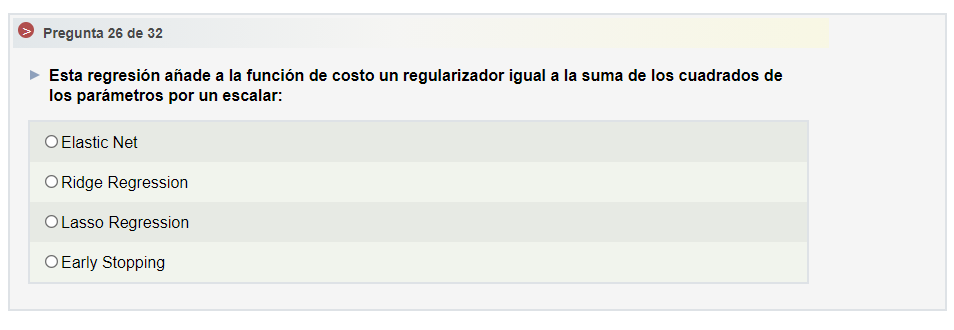 Pregunta 26 de 32
Esta regresión añade a la función de costo un regularizador igual a la suma de los cuadrados de
los parámetros por un escalar:
Elastic Net
Ridge Regression
Lasso Regression
Early Stopping